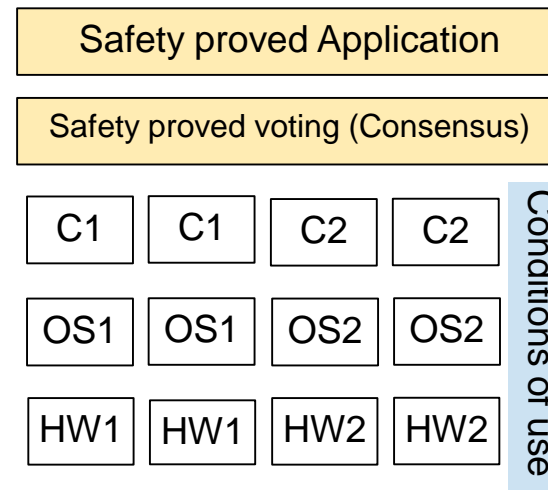 Safety proved Application
Safety proved voting (Consensus)
C1 C1 C2 C2
OS1 OS1 OS2 OS2
HW1 HW1 HW2 HW2
Conditions of use